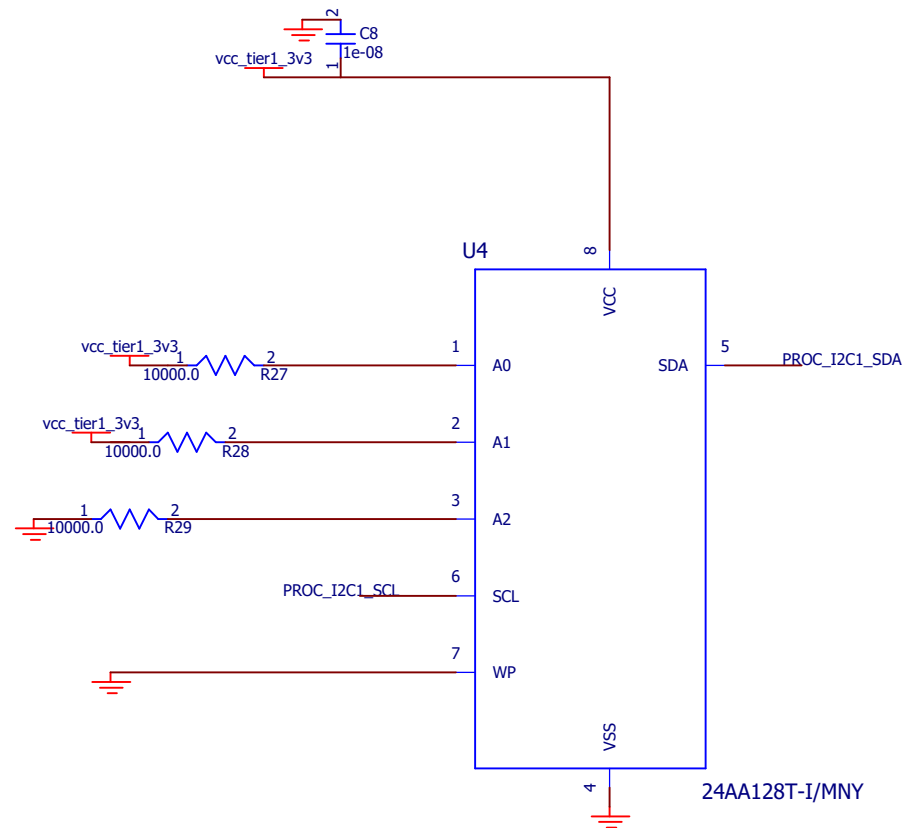 2
C8
1e-08
1
vcc_tier1_3v3
U4
8
VCC
vcc_tier1_3v3
1
2
10000.0
R27
1
A0
SDA
5
PROC_I2C1_SDA
vcc_tier1_3v3
1
2
10000.0
R28
2
A1
1
2
10000.0
R29
3
A2
PROC_I2C1_SCL
6
SCL
7
WP
VSS
4
24AA128T-I/MNY